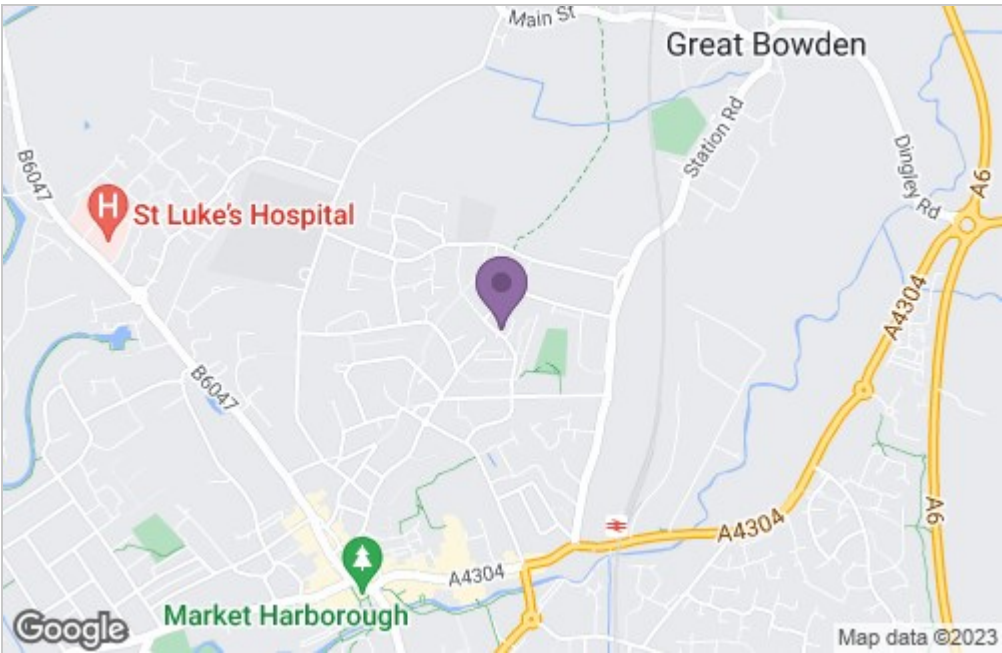 Main St
Great Bowden
Station Rd
B6047
Dingley Rd
A6
H
St Luke's Hospital
A4304
B6047
A6
A4304
A4304
Market Harborough
Google
Map data ©2023